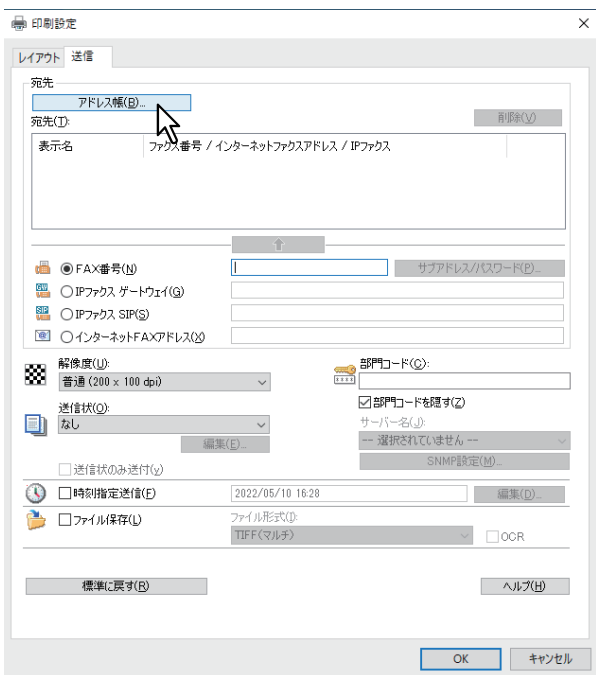 印刷設定
レイアウト 送信
宛先
アドレス帳(B)...
宛先(T): 削除(V)
表示名 ファクス番号 / インターネットファクスアドレス / IPファクス
FAX番号(N) サブアドレス/パスワード(P)...
IPファクス ゲートウェイ(G)
IPファクス SIP(S)
インターネットFAXアドレス(X)
解像度(U): 部門コード(C):
普通 (200 x 100 dpi)
送信状(O): 部門コードを隠す(Z)
なし サーバー名(J):
編集(E)... -- 選択されていません --
送信状のみ送付(y) SNMP設定(M)...
時刻指定送信(F) 2022/05/10 16:28 編集(D)...
ファイル保存(L) ファイル形式(I):
TIFF(マルチ) OCR
標準に戻す(R) ヘルプ(H)
OK キャンセル